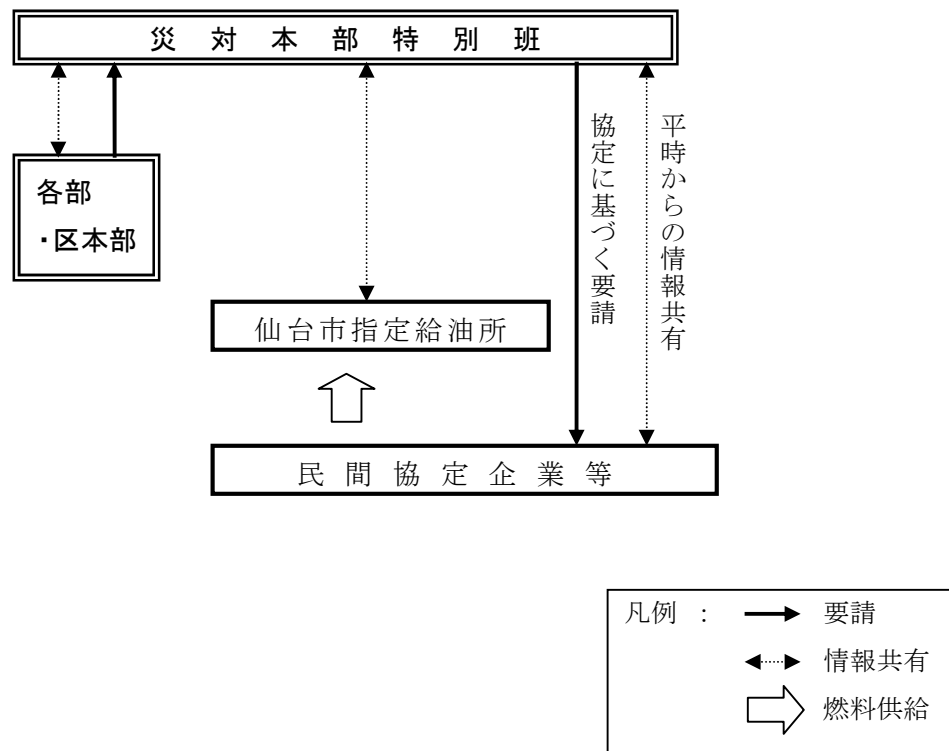 災対本部特別班
各部
・区本部
協定に基づく要請
平時からの情報共有
仙台市指定給油所
民間協定企業等
凡例 : 要請
情報共有
燃料供給